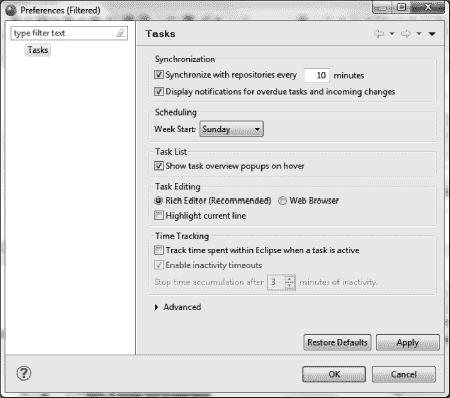 Preferences (Filtered)
type filter text
Tasks
Tasks
Synchronization
Synchronize with repositories every 10 minutes
Display notifications for overdue tasks and incoming changes
Scheduling
Week Start: Sunday
Task List
Show task overview popups on hover
Task Editing
Rich Editor (Recommended) Web Browser
Highlight current line
Time Tracking
Track time spent within Eclipse when a task is active
Enable inactivity timeouts
Stop time accumulation after 3 minutes of inactivity.
Advanced
Restore Defaults Apply
? OK Cancel